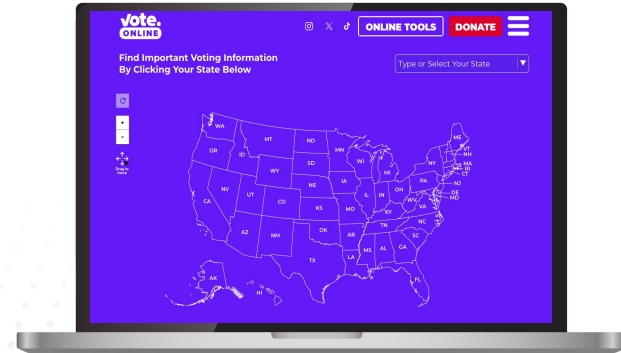 Vote.
ONLINE
ONLINE TOOLS
DONATE
Find Important Voting Information
By Clicking Your State Below
Type or Select Your State
+
-
Drag to
move
WA
OR
CA
NV
ID
MT
WY
UT
AZ
CO
NM
ND
SD
NE
KS
OK
TX
MN
IA
MO
AR
LA
WI
IL
MI
IN
OH
KY
TN
MS
AL
GA
FL
SC
NC
VA
WV
PA
NY
ME
VT
NH
MA
RI
CT
NJ
DE
MD
AK
HI